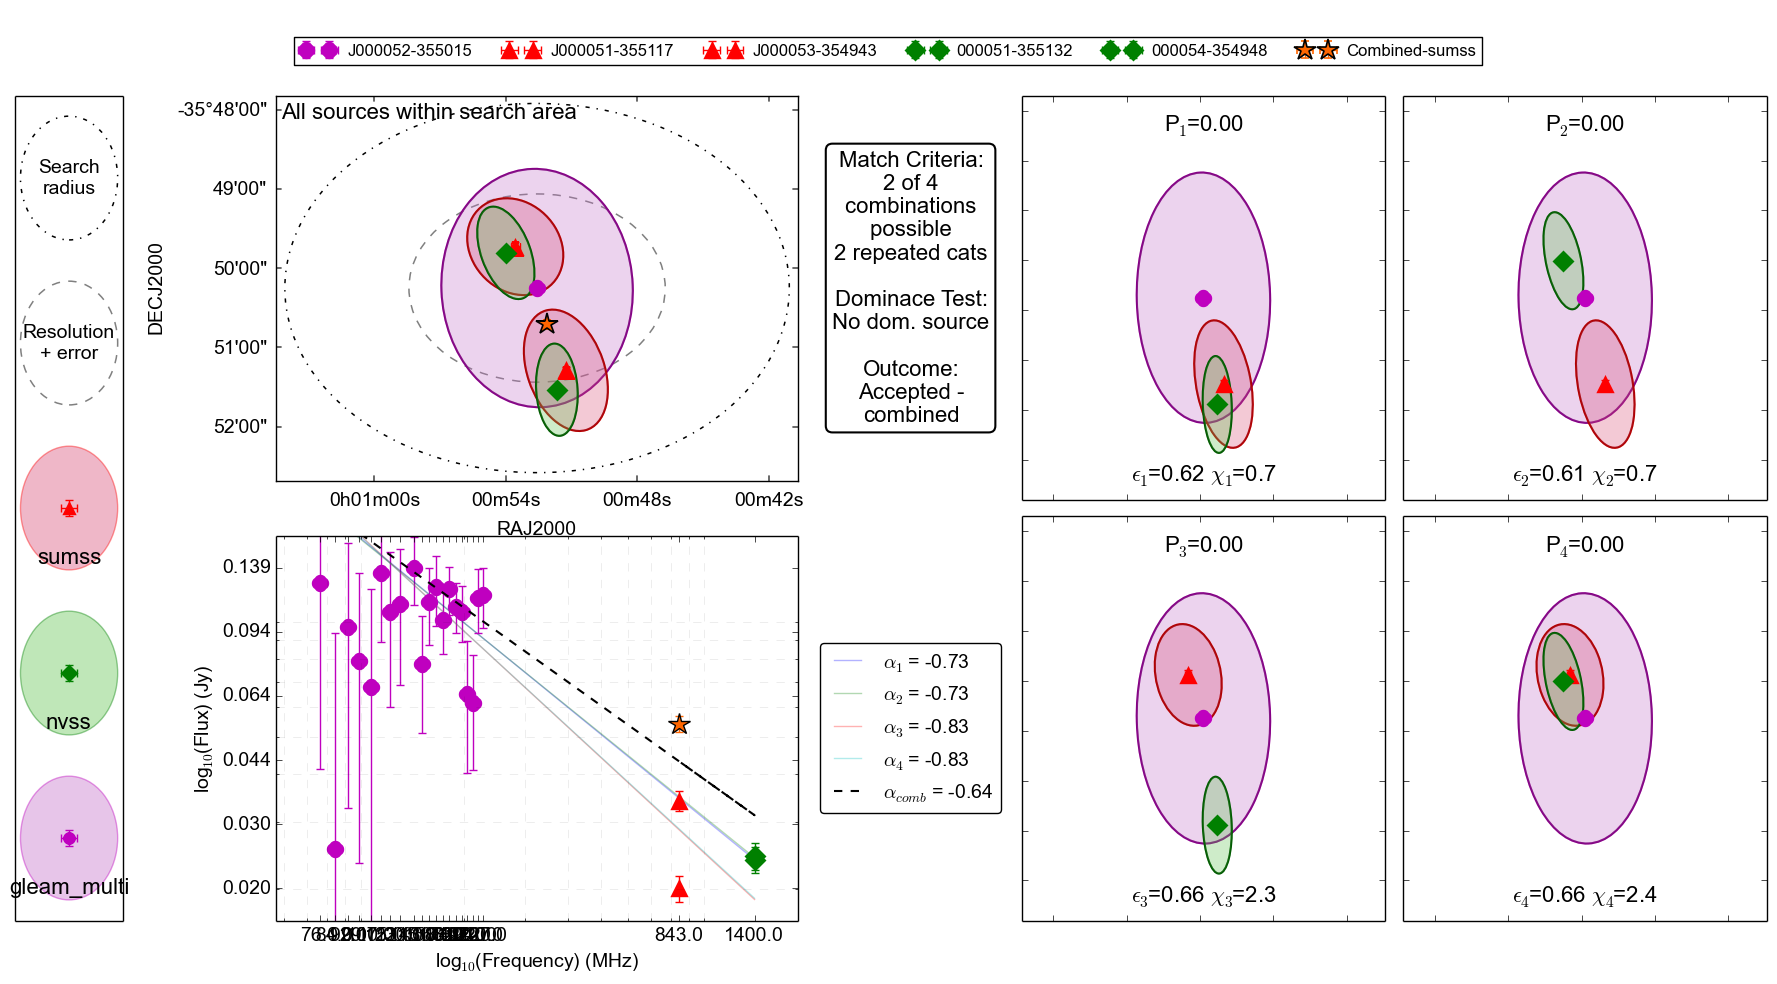 J000052-355015 J000051-355117 J000053-354943 000051-355132 000054-354948 Combined-sumss
Search
radius
Resolution
+ error
sumss
nvss
gleam_multi
All sources within search area
-35°48'00"
49'00"
50'00"
51'00"
52'00"
DECJ2000
0h01m00s 00m54s 00m48s 00m42s
RAJ2000
Match Criteria:
2 of 4
combinations
possible
2 repeated cats
Dominace Test:
No dom. source
Outcome:
Accepted -
combined
P1=0.00
ϵ1=0.62 χ1=0.7
P2=0.00
ϵ2=0.61 χ2=0.7
P3=0.00
ϵ3=0.66 χ3=2.3
P4=0.00
ϵ4=0.66 χ4=2.4
0.139
0.094
0.064
0.044
0.030
0.020
log10(Flux) (Jy)
843.0 1400.0
log10(Frequency) (MHz)
α1 = -0.73
α2 = -0.73
α3 = -0.83
α4 = -0.83
αcomb = -0.64